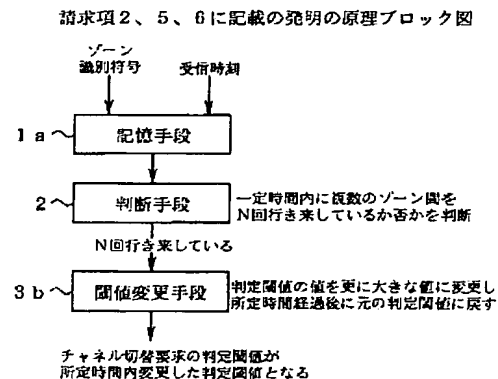 請求項2、5、6に記載の発明の原理ブロック図
ゾーン
識別符号
受信時刻
1a
記憶手段
2
判断手段
一定時間内に複数のゾーン間を
N回行き来しているか否かを判断
N回行き来している
3b
閾値変更手段
判定閾値の値を更に大きな値に変更し
所定時間経過後に元の判定閾値に戻す
チャネル切替要求の判定閾値が
所定時間内変更した判定閾値となる